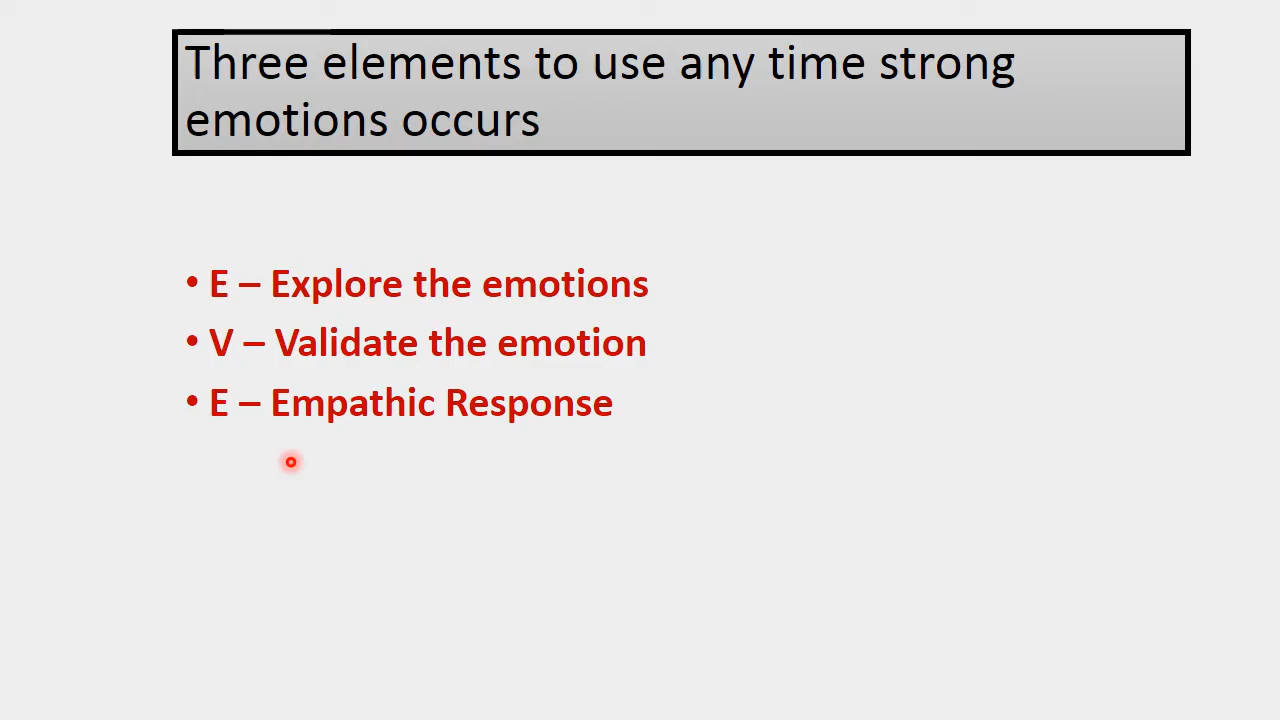 Three elements to use any time strong
emotions occurs
• E – Explore the emotions
• V – Validate the emotion
• E – Empathic Response